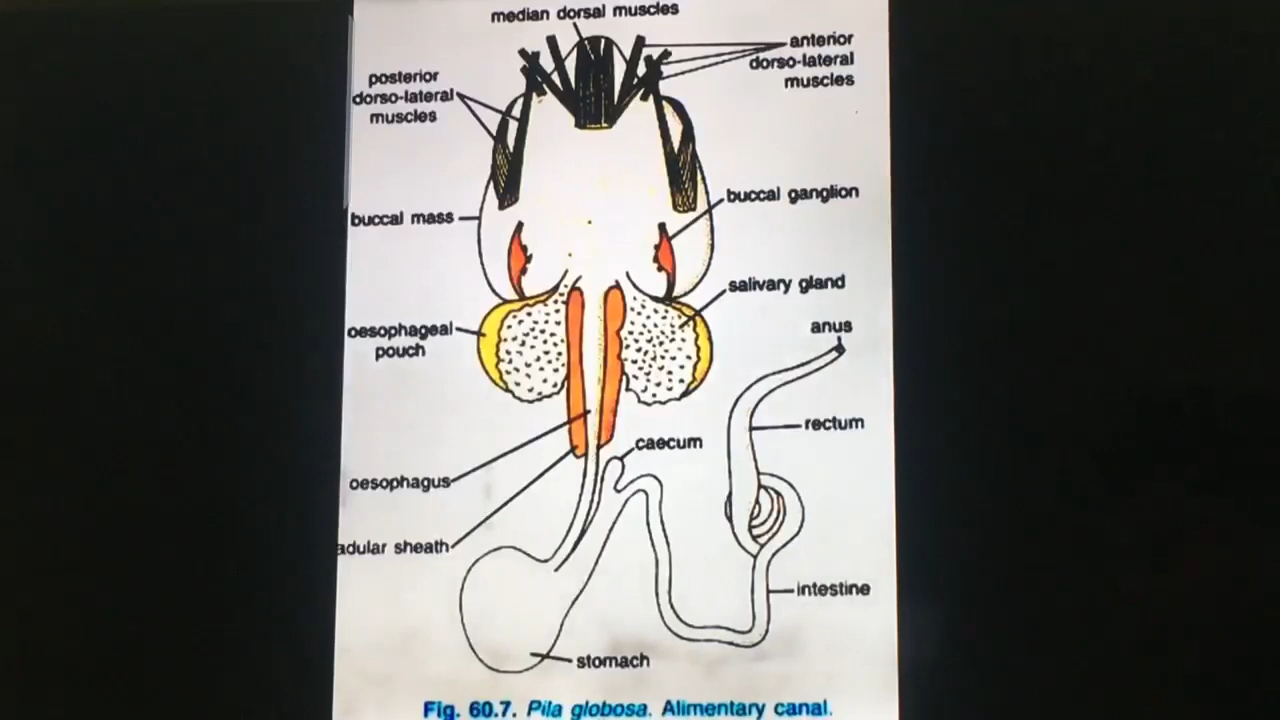 median dorsal muscles
anterior
dorso-lateral
muscles
posterior
dorso-lateral
muscles
buccal ganglion
buccal mass
salivary gland
oesophageal
pouch
anus
rectum
caecum
oesophagus
adular sheath
intestine
stomach
Fig. 60.7. Pila globosa. Alimentary canal.